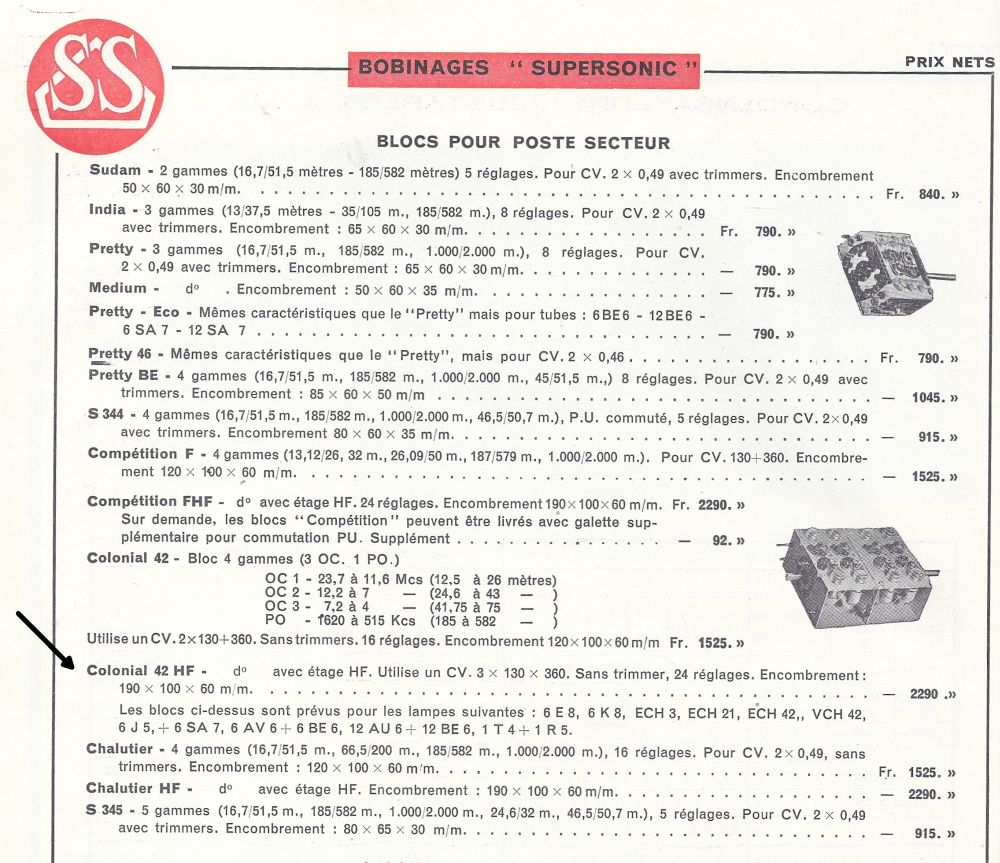 SS
BOBINAGES “ SUPERSONIC ”
PRIX NETS
BLOCS POUR POSTE SECTEUR
Sudam - 2 gammes (16,7/51,5 mètres - 185/582 mètres) 5 réglages. Pour CV. 2 × 0,49 avec trimmers. Encombrement
50 × 60 × 30 m/m. . . . . . . . . . . . . . . . . . . . . Fr. 840. »
India - 3 gammes (13/37,5 mètres - 35/105 m., 185/582 m.), 8 réglages. Pour CV. 2 × 0,49
avec trimmers. Encombrement : 65 × 60 × 30 m/m. . . . . . . . . . Fr. 790. »
Pretty - 3 gammes (16,7/51,5 m., 185/582 m., 1.000/2.000 m.), 8 réglages. Pour CV.
2 × 0,49 avec trimmers. Encombrement : 65 × 60 × 30 m/m. . . . . . . . — 790. »
Medium - dº . Encombrement : 50 × 60 × 35 m/m. . . . . . . . . . — 775. »
Pretty - Eco - Mêmes caractéristiques que le “Pretty” mais pour tubes : 6BE6 - 12BE6 -
6 SA 7 - 12 SA 7 . . . . . . . . . . . . . . . . . — 790. »
Pretty 46 - Mêmes caractéristiques que le “Pretty”, mais pour CV. 2 × 0,46 . . . . . . . . . . Fr. 790. »
Pretty BE - 4 gammes (16,7/51,5 m., 185/582 m., 1.000/2.000 m., 45/51,5 m.,) 8 réglages. Pour CV. 2 × 0,49 avec
trimmers. Encombrement : 85 × 60 × 50 m/m . . . . . . . . . . . . . — 1045. »
S 344 - 4 gammes (16,7/51,5 m., 185/582 m., 1.000/2.000 m., 46,5/50,7 m.), P.U. commuté, 5 réglages. Pour CV. 2×0,49
avec trimmers. Encombrement 80 × 60 × 35 m/m. . . . . . . . . . . . . — 915. »
Compétition F - 4 gammes (13,12/26, 32 m., 26,09/50 m., 187/579 m., 1.000/2.000 m.). Pour CV. 130+360. Encombre-
ment 120 × 100 × 60 m/m. . . . . . . . . . . . . . . . . . . — 1525. »
Compétition FHF - dº avec étage HF. 24 réglages. Encombrement 190×100×60 m/m. Fr. 2290. »
Sur demande, les blocs “Compétition” peuvent être livrés avec galette sup-
plémentaire pour commutation PU. Supplément . . . . . . . . . . — 92. »
Colonial 42 - Bloc 4 gammes (3 OC. 1 PO.)
OC 1 - 23,7 à 11,6 Mcs (12,5 à 26 mètres)
OC 2 - 12,2 à 7 — (24,6 à 43 — )
OC 3 - 7,2 à 4 — (41,75 à 75 — )
PO - 1620 à 515 Kcs (185 à 582 — )
Utilise un CV. 2×130+360. Sans trimmers. 16 réglages. Encombrement 120×100×60 m/m Fr. 1525. »
Colonial 42 HF - dº avec étage HF. Utilise un CV. 3 × 130 × 360. Sans trimmer, 24 réglages. Encombrement :
190 × 100 × 60 m/m. . . . . . . . . . . . . . . . . . . . . — 2290 .»
Les blocs ci-dessus sont prévus pour les lampes suivantes : 6 E 8, 6 K 8, ECH 3, ECH 21, ECH 42,, VCH 42,
6 J 5, + 6 SA 7, 6 AV 6 + 6 BE 6, 12 AU 6 + 12 BE 6, 1 T 4 + 1 R 5.
Chalutier - 4 gammes (16,7/51,5 m., 66,5/200 m., 185/582 m., 1.000/2.000 m.), 16 réglages. Pour CV. 2× 0,49, sans
trimmers. Encombrement : 120 × 100 × 60 m/m. . . . . . . . . . . . . Fr. 1525. »
Chalutier HF - dº avec étage HF. Encombrement : 190 × 100 × 60 m/m. . . . . . . . . — 2290. »
S 345 - 5 gammes (16,7/51,5 m., 185/582 m., 1.000/2.000 m., 24,6/32 m., 46,5/50,7 m.), 5 réglages. Pour CV. 2 × 0,49
avec trimmers. Encombrement : 80 × 65 × 30 m/m. . . . . . . . . . . . — 915. »